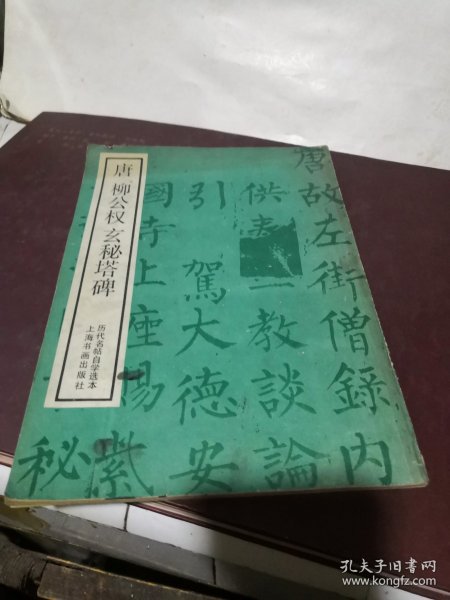 唐 柳公权 玄秘塔碑
历代名帖自学选本
上海书画出版社
唐故左街僧錄内
供奉三教談論
引駕大德安
國寺上座賜紫
秘
孔夫子旧书网
www.kongfz.com